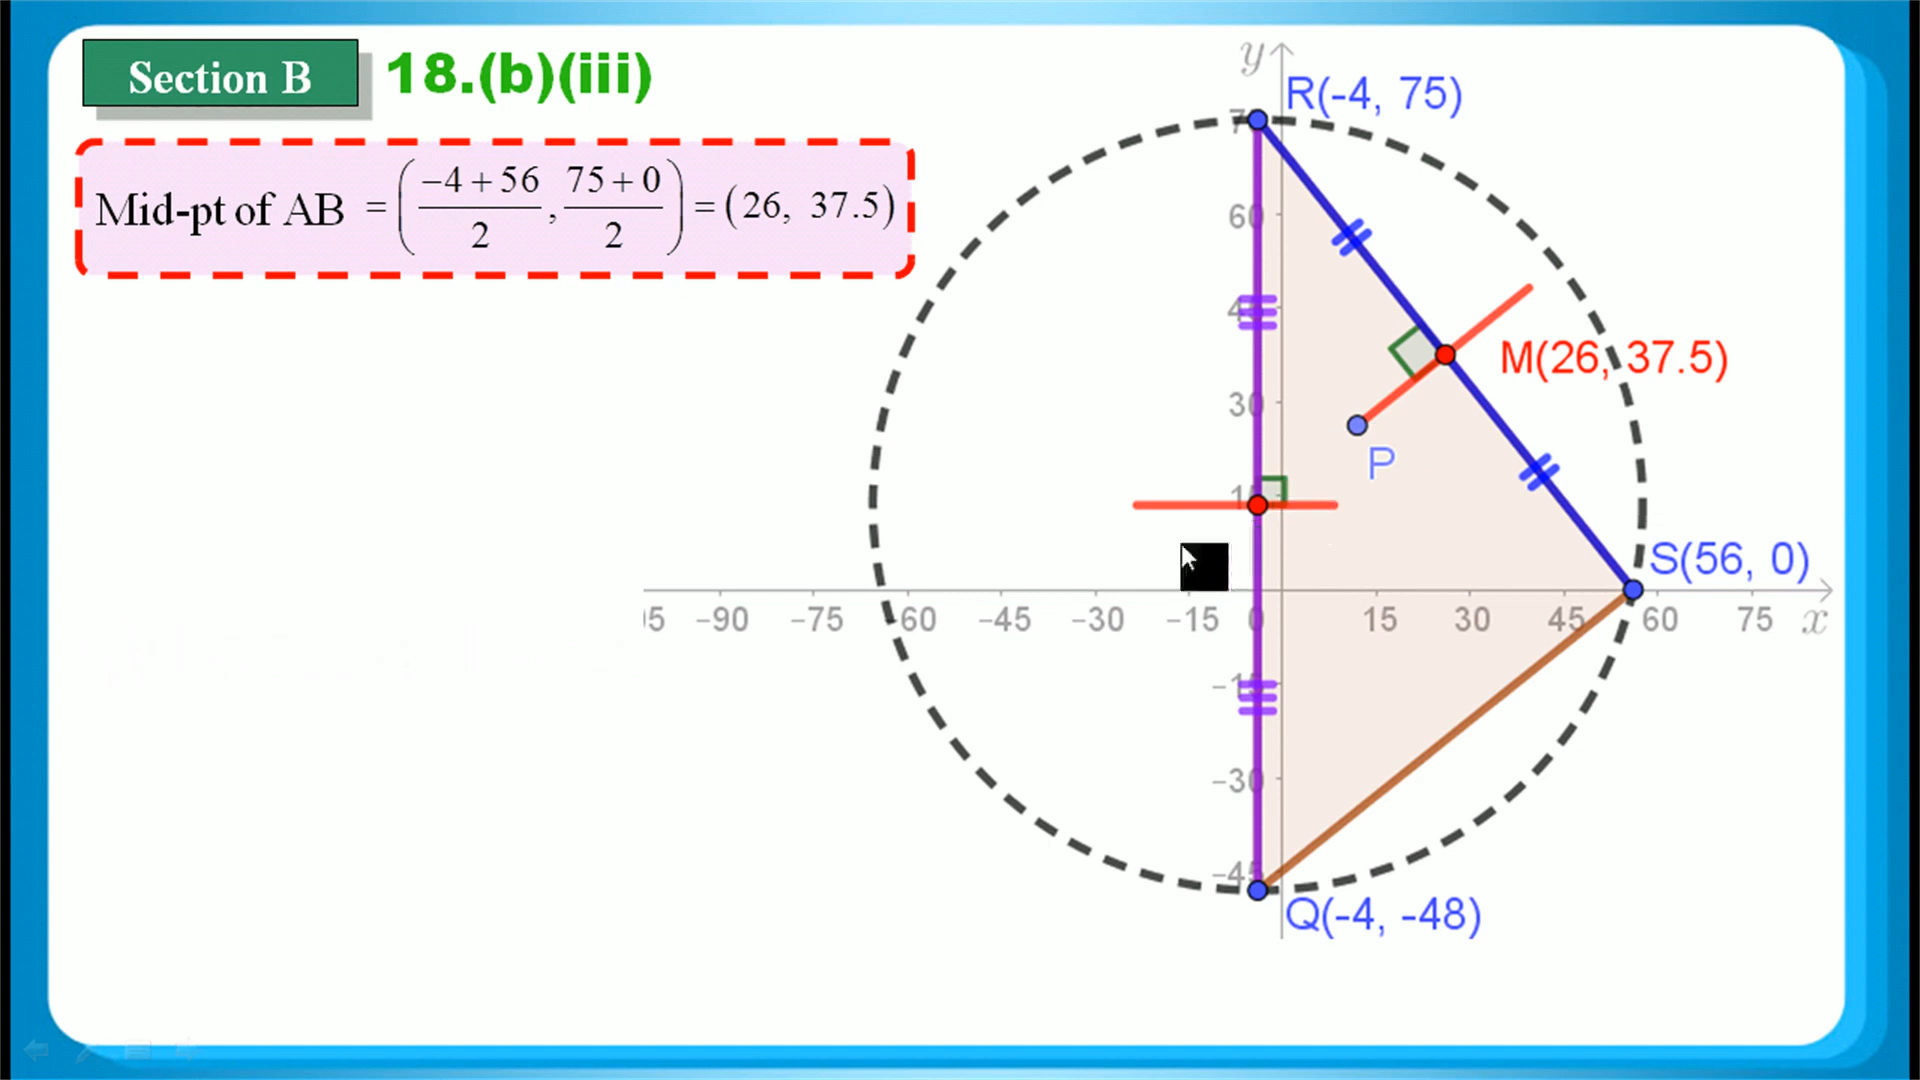 Section B 18.(b)(iii)
Mid-pt of AB = ( (−4+56)/2 , (75+0)/2 ) = (26, 37.5)
y
R(-4, 75)
60
M(26, 37.5)
30
P
S(56, 0)
−90 −75 −60 −45 −30 −15 0 15 30 45 60 75 x
−15
−30
−45
Q(-4, -48)